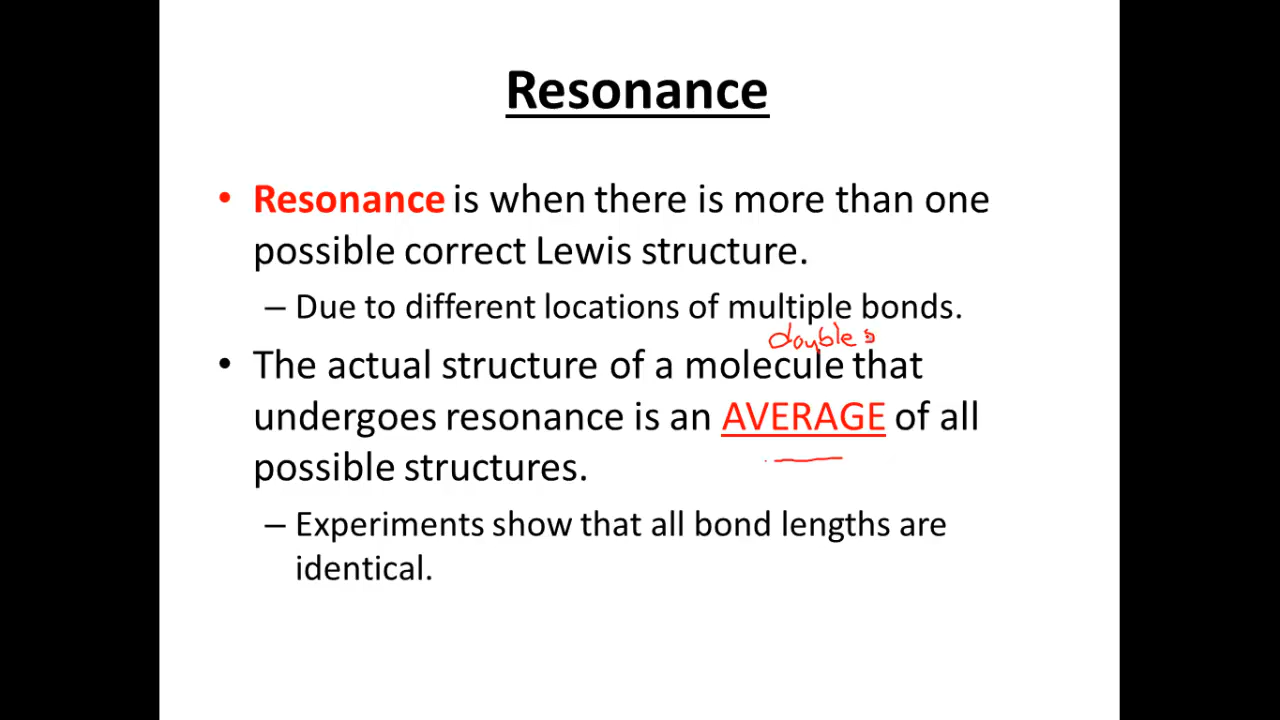 Resonance
• Resonance is when there is more than one
possible correct Lewis structure.
– Due to different locations of multiple bonds.
double s
• The actual structure of a molecule that
undergoes resonance is an AVERAGE of all
possible structures.
– Experiments show that all bond lengths are
identical.